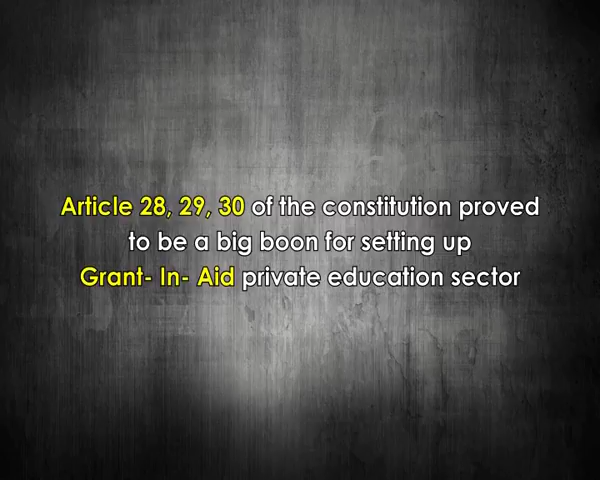 Article 28, 29, 30 of the constitution proved
to be a big boon for setting up
Grant- In- Aid private education sector